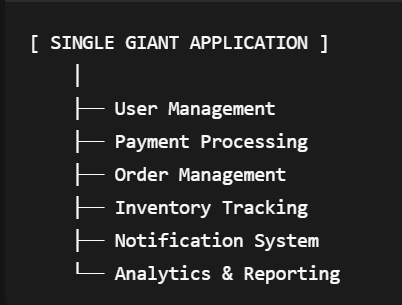 [ SINGLE GIANT APPLICATION ]
│
├── User Management
├── Payment Processing
├── Order Management
├── Inventory Tracking
├── Notification System
└── Analytics & Reporting